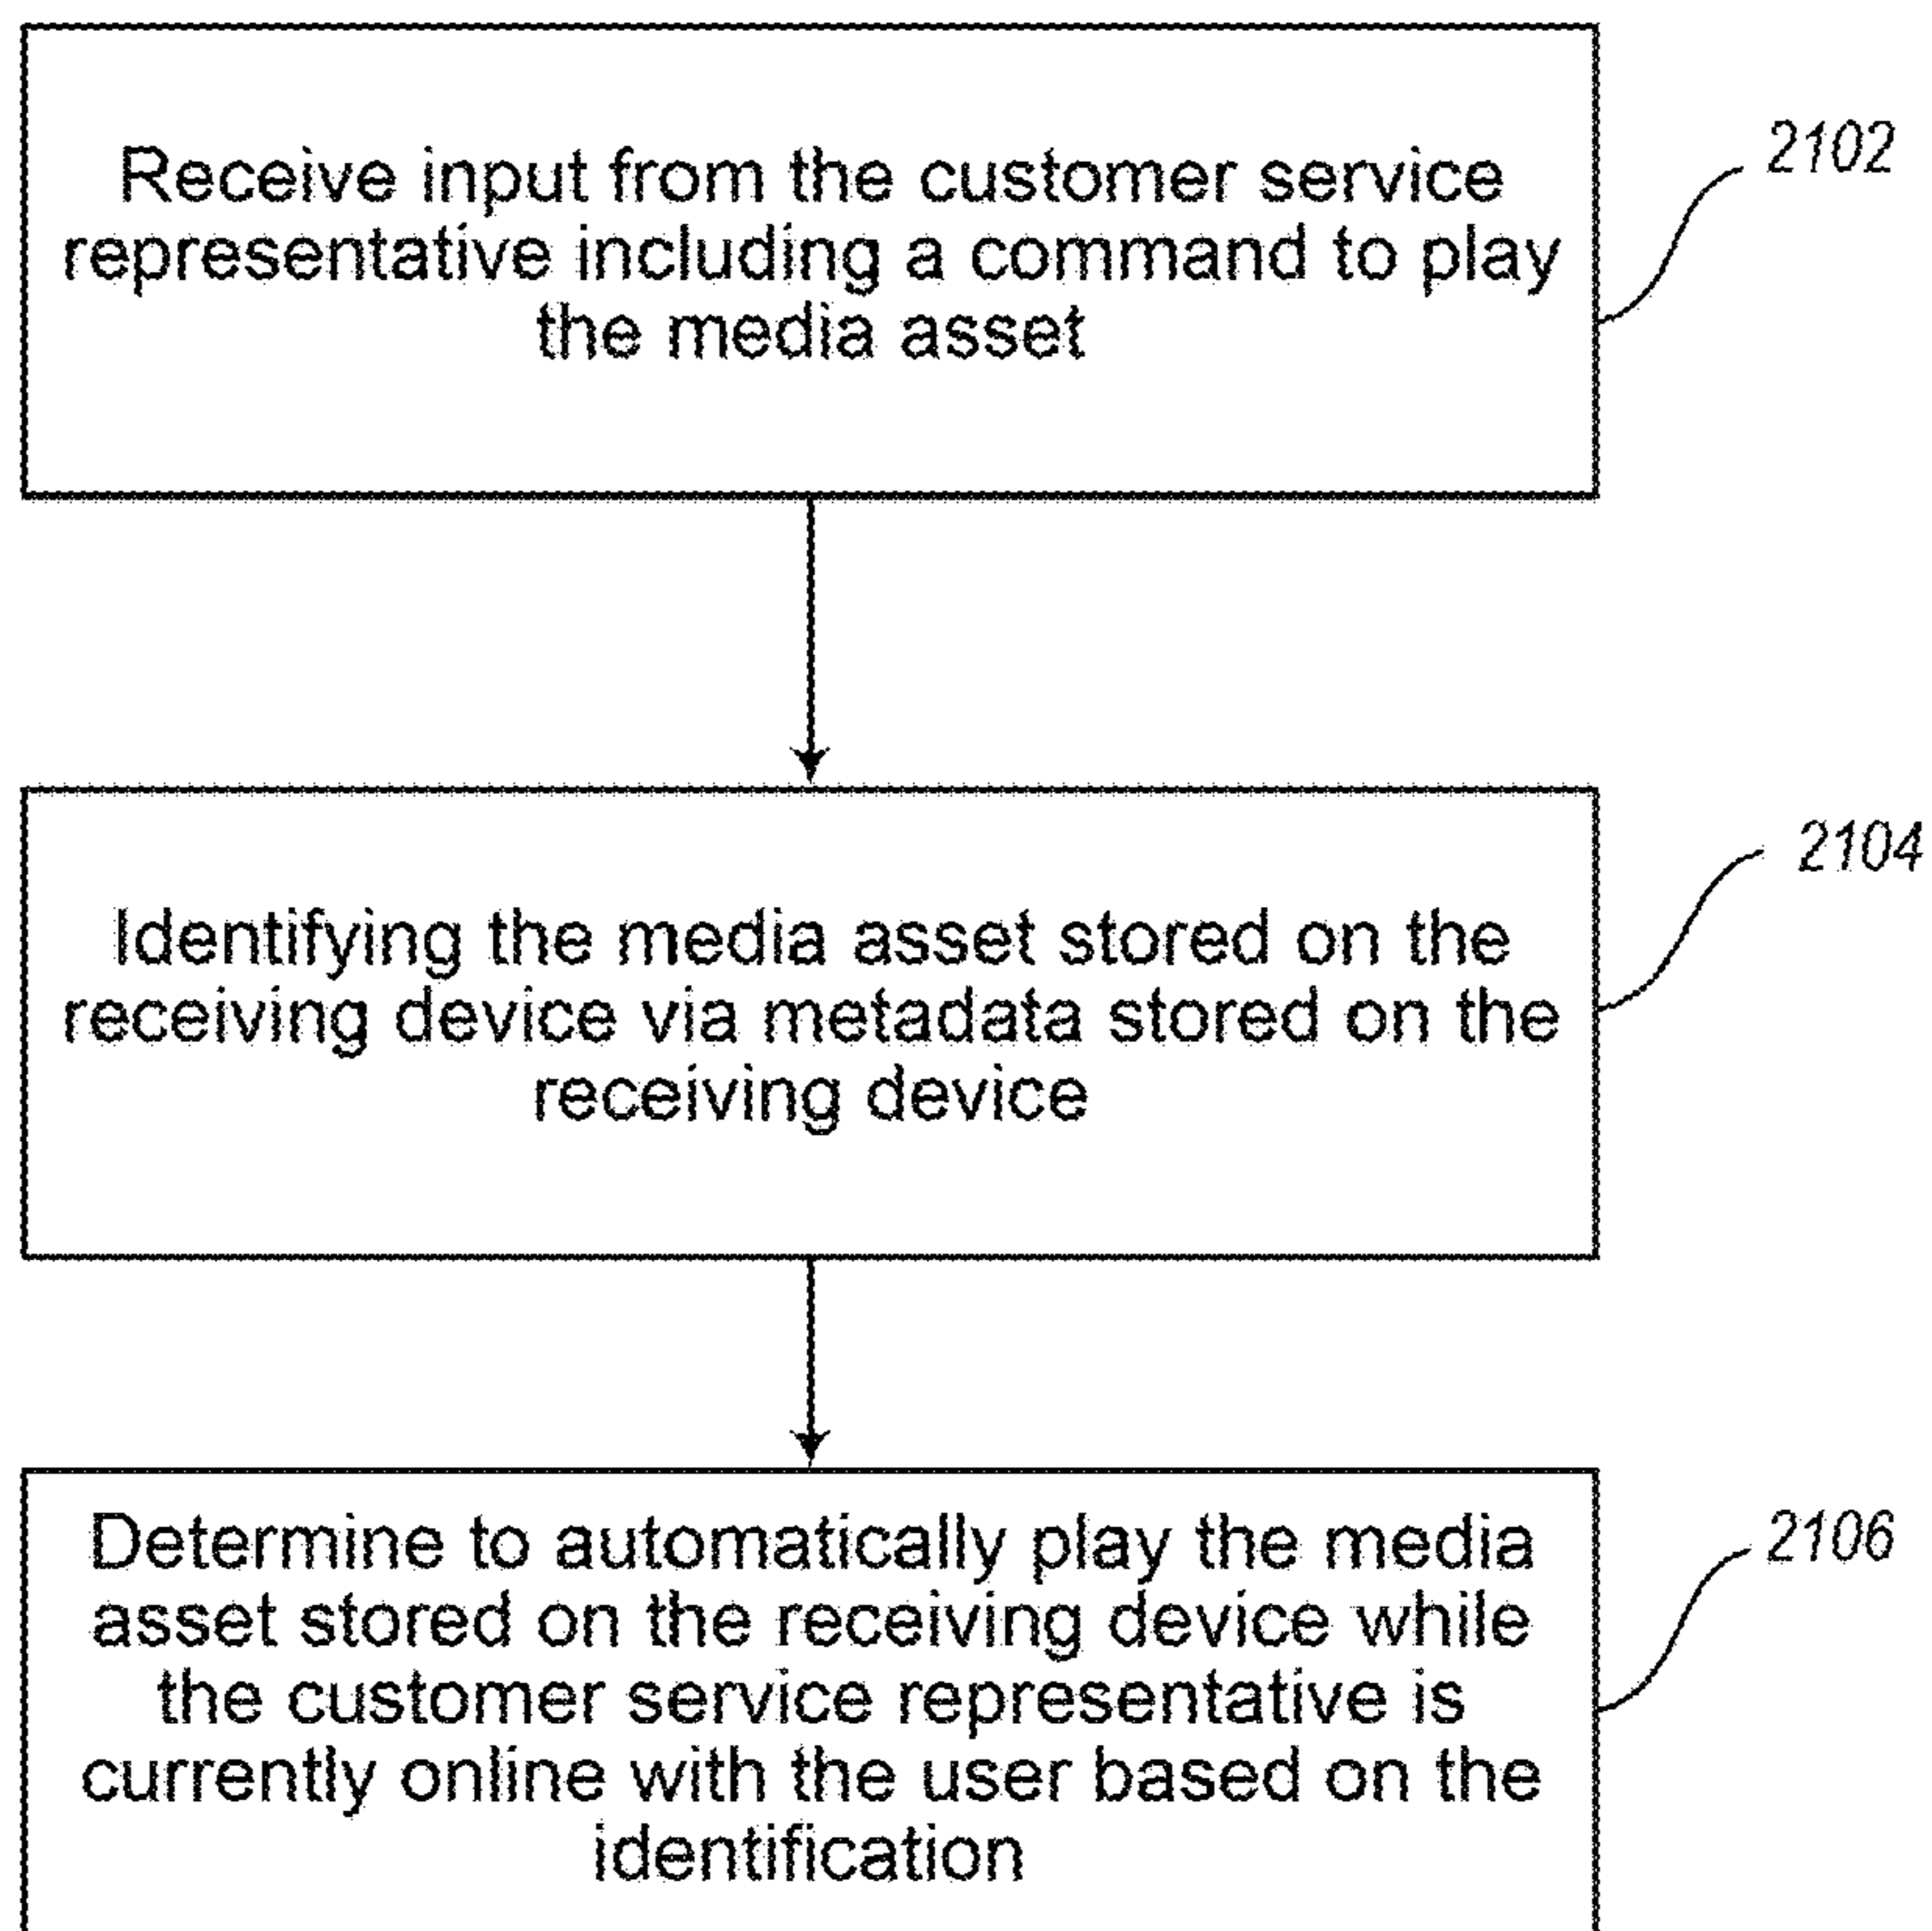 Receive input from the customer service
representative including a command to play
the media asset
2102
Identifying the media asset stored on the
receiving device via metadata stored on the
receiving device
2104
Determine to automatically play the media
asset stored on the receiving device while
the customer service representative is
currently online with the user based on the
identification
2106